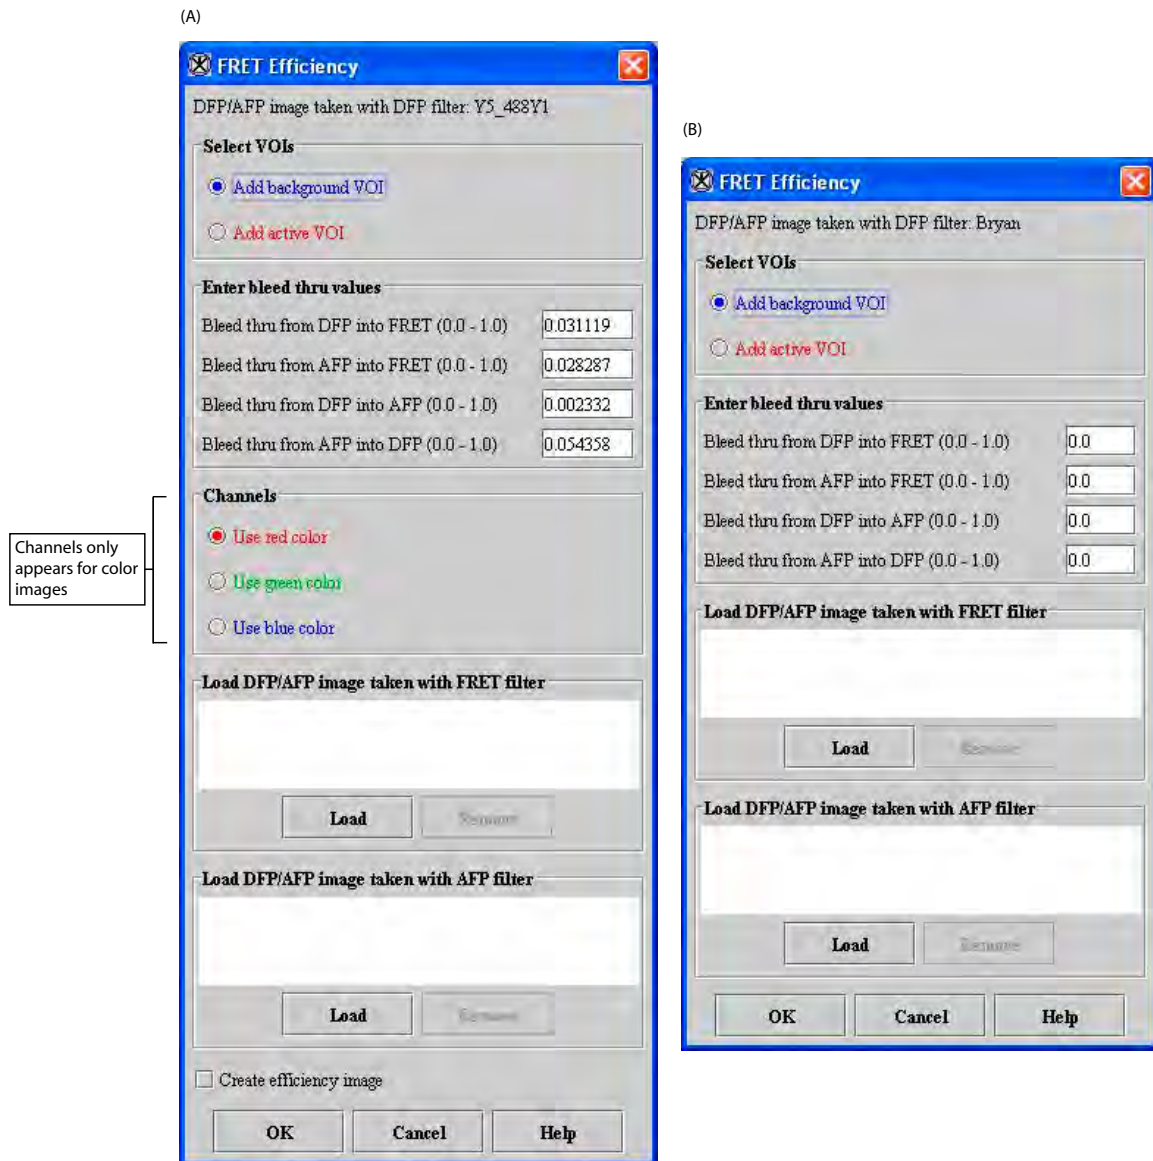 (A)
FRET Efficiency
DFP/AFP image taken with DFP filter: Y5_488Y1
Select VOIs
Add background VOI
Add active VOI
Enter bleed thru values
Bleed thru from DFP into FRET (0.0 - 1.0) 0.031119
Bleed thru from AFP into FRET (0.0 - 1.0) 0.028287
Bleed thru from DFP into AFP (0.0 - 1.0) 0.002332
Bleed thru from AFP into DFP (0.0 - 1.0) 0.054358
Channels
Use red color
Use green color
Use blue color
Channels only
appears for color
images
Load DFP/AFP image taken with FRET filter
Load Remove
Load DFP/AFP image taken with AFP filter
Load Remove
Create efficiency image
OK Cancel Help
(B)
FRET Efficiency
DFP/AFP image taken with DFP filter: Bryan
Select VOIs
Add background VOI
Add active VOI
Enter bleed thru values
Bleed thru from DFP into FRET (0.0 - 1.0) 0.0
Bleed thru from AFP into FRET (0.0 - 1.0) 0.0
Bleed thru from DFP into AFP (0.0 - 1.0) 0.0
Bleed thru from AFP into DFP (0.0 - 1.0) 0.0
Load DFP/AFP image taken with FRET filter
Load Remove
Load DFP/AFP image taken with AFP filter
Load Remove
OK Cancel Help